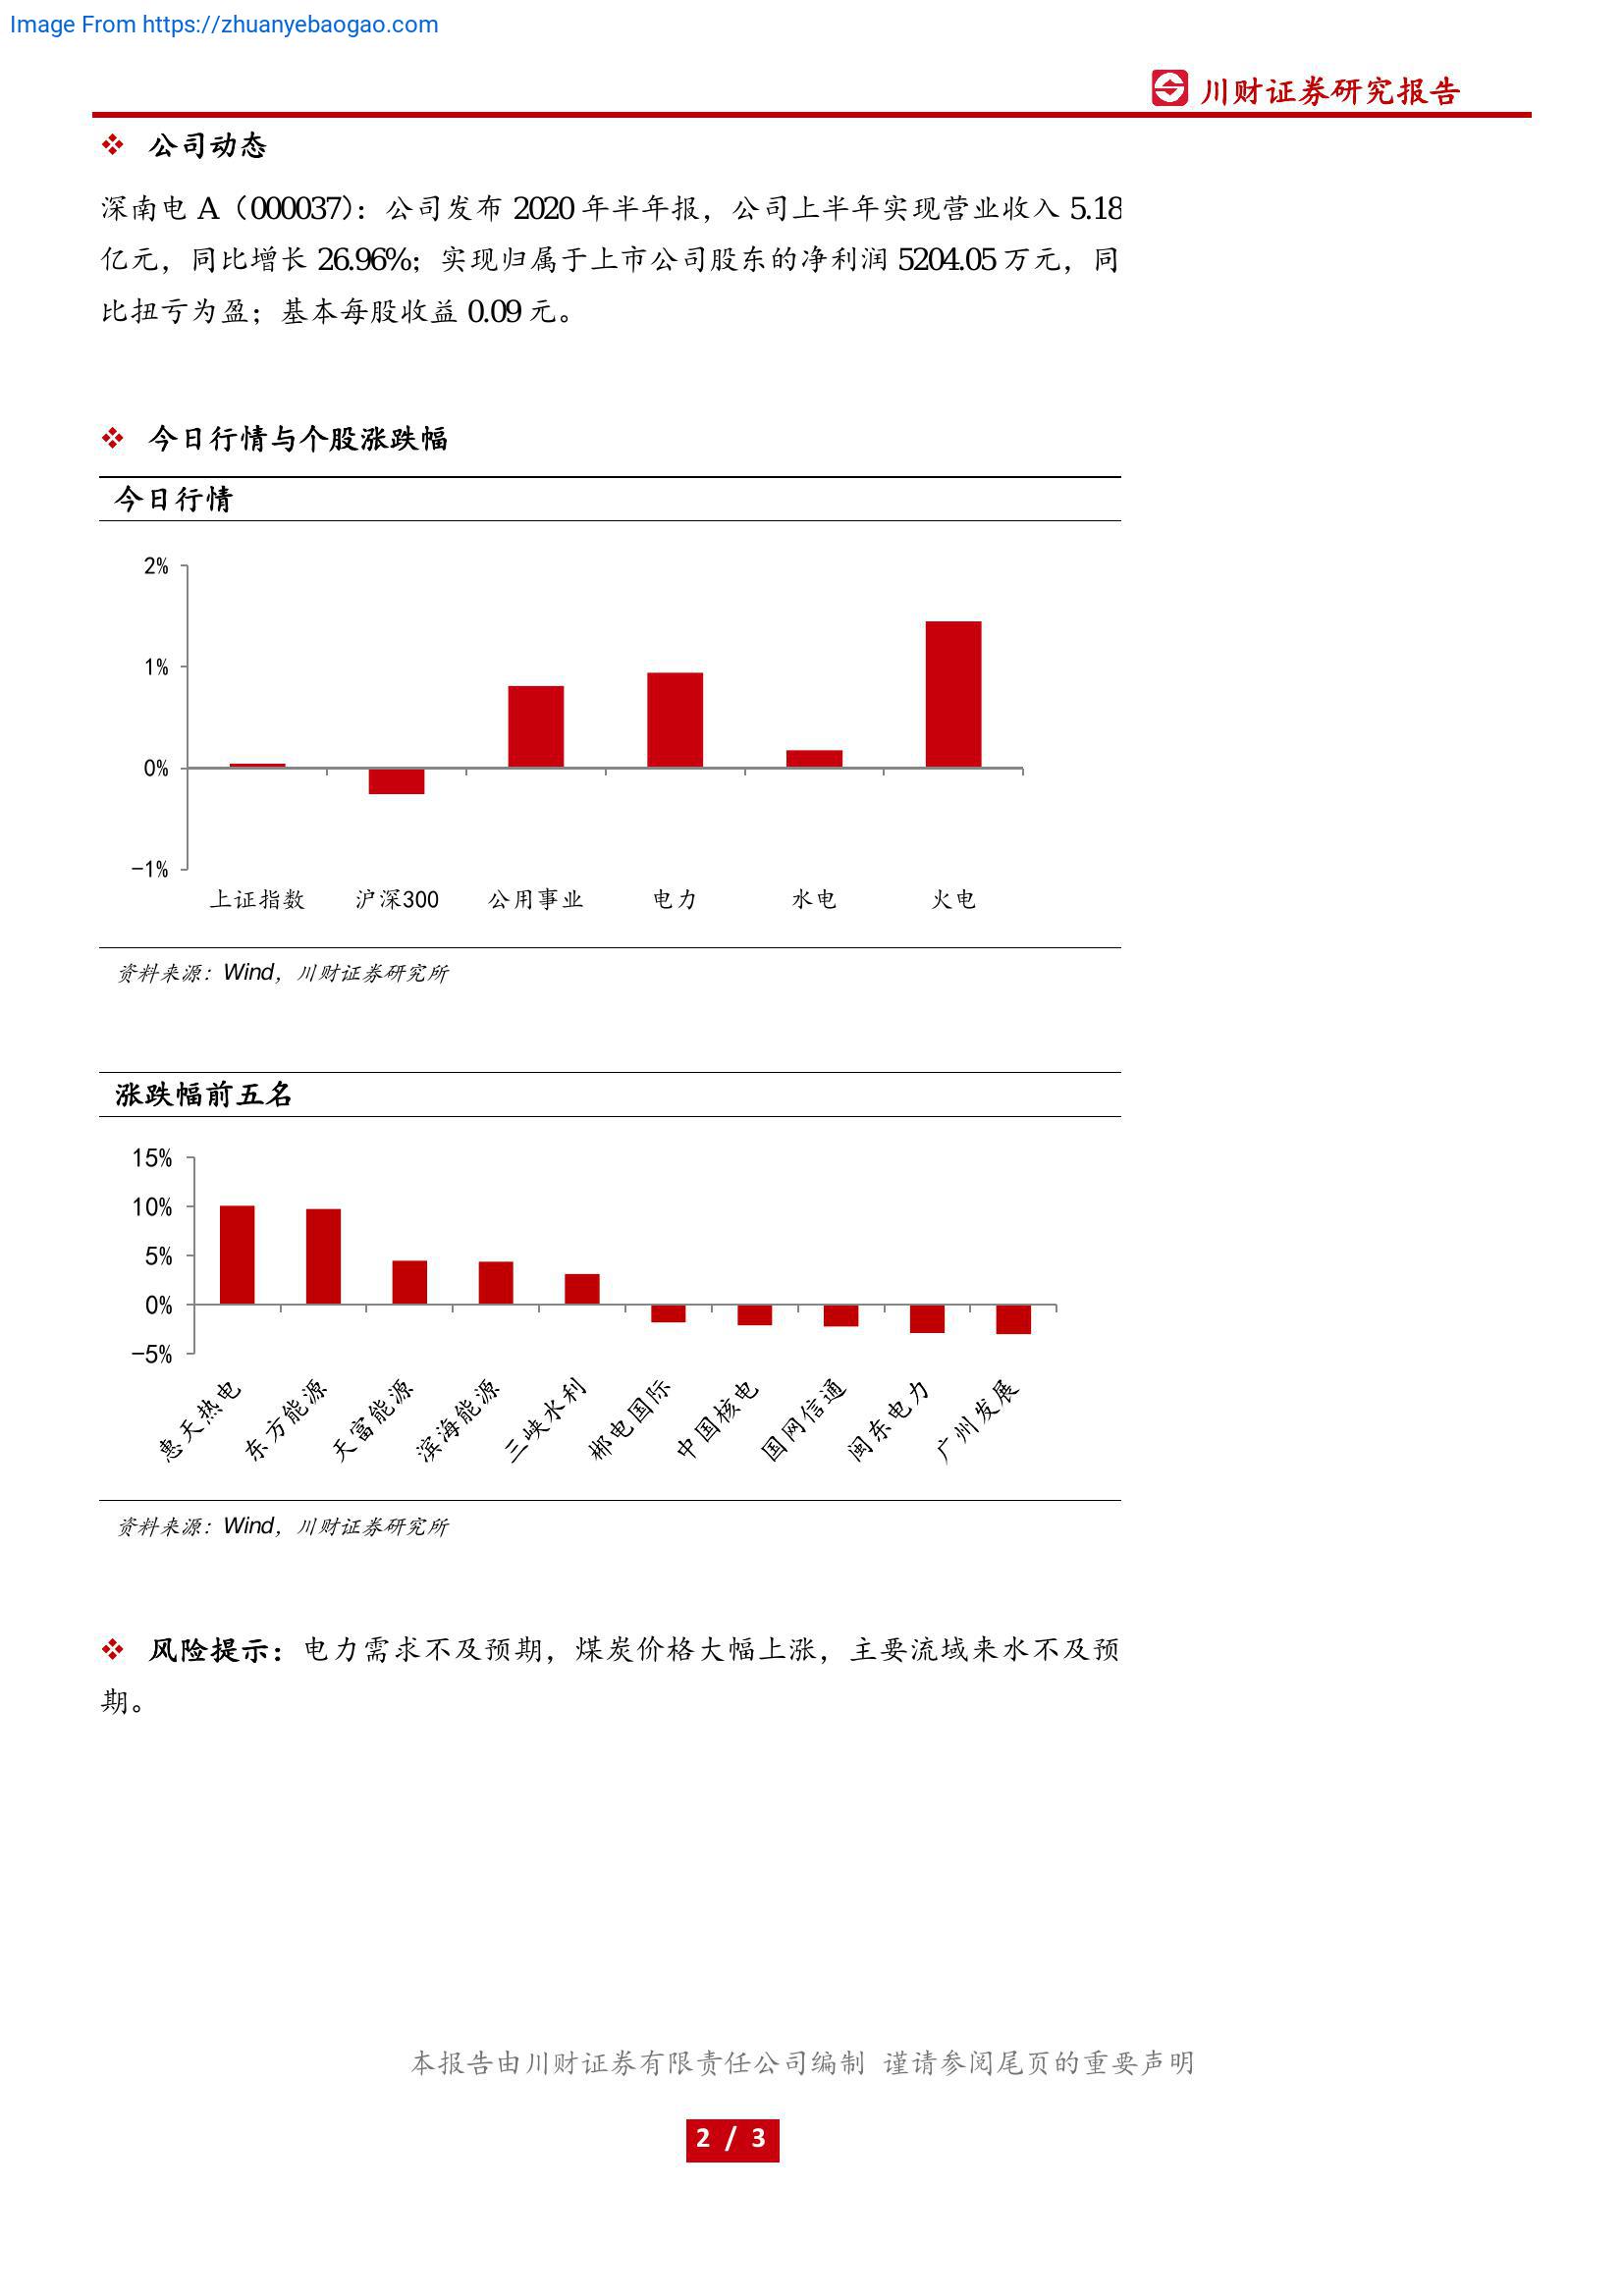 Image From https://zhuanyebaogao.com
川财证券研究报告
❖ 公司动态
深南电 A（000037）：公司发布 2020 年半年报，公司上半年实现营业收入 5.18
亿元，同比增长 26.96%；实现归属于上市公司股东的净利润 5204.05 万元，同
比扭亏为盈；基本每股收益 0.09 元。
❖ 今日行情与个股涨跌幅
今日行情
2%
1%
0%
-1%
上证指数 沪深300 公用事业 电力 水电 火电
资料来源：Wind，川财证券研究所
涨跌幅前五名
15%
10%
5%
0%
-5%
惠天热电 东方能源 天富能源 滨海能源 三峡水利 郴电国际 中国核电 国网信通 闽东电力 广州发展
资料来源：Wind，川财证券研究所
❖ 风险提示：电力需求不及预期，煤炭价格大幅上涨，主要流域来水不及预
期。
本报告由川财证券有限责任公司编制 谨请参阅尾页的重要声明
2 / 3